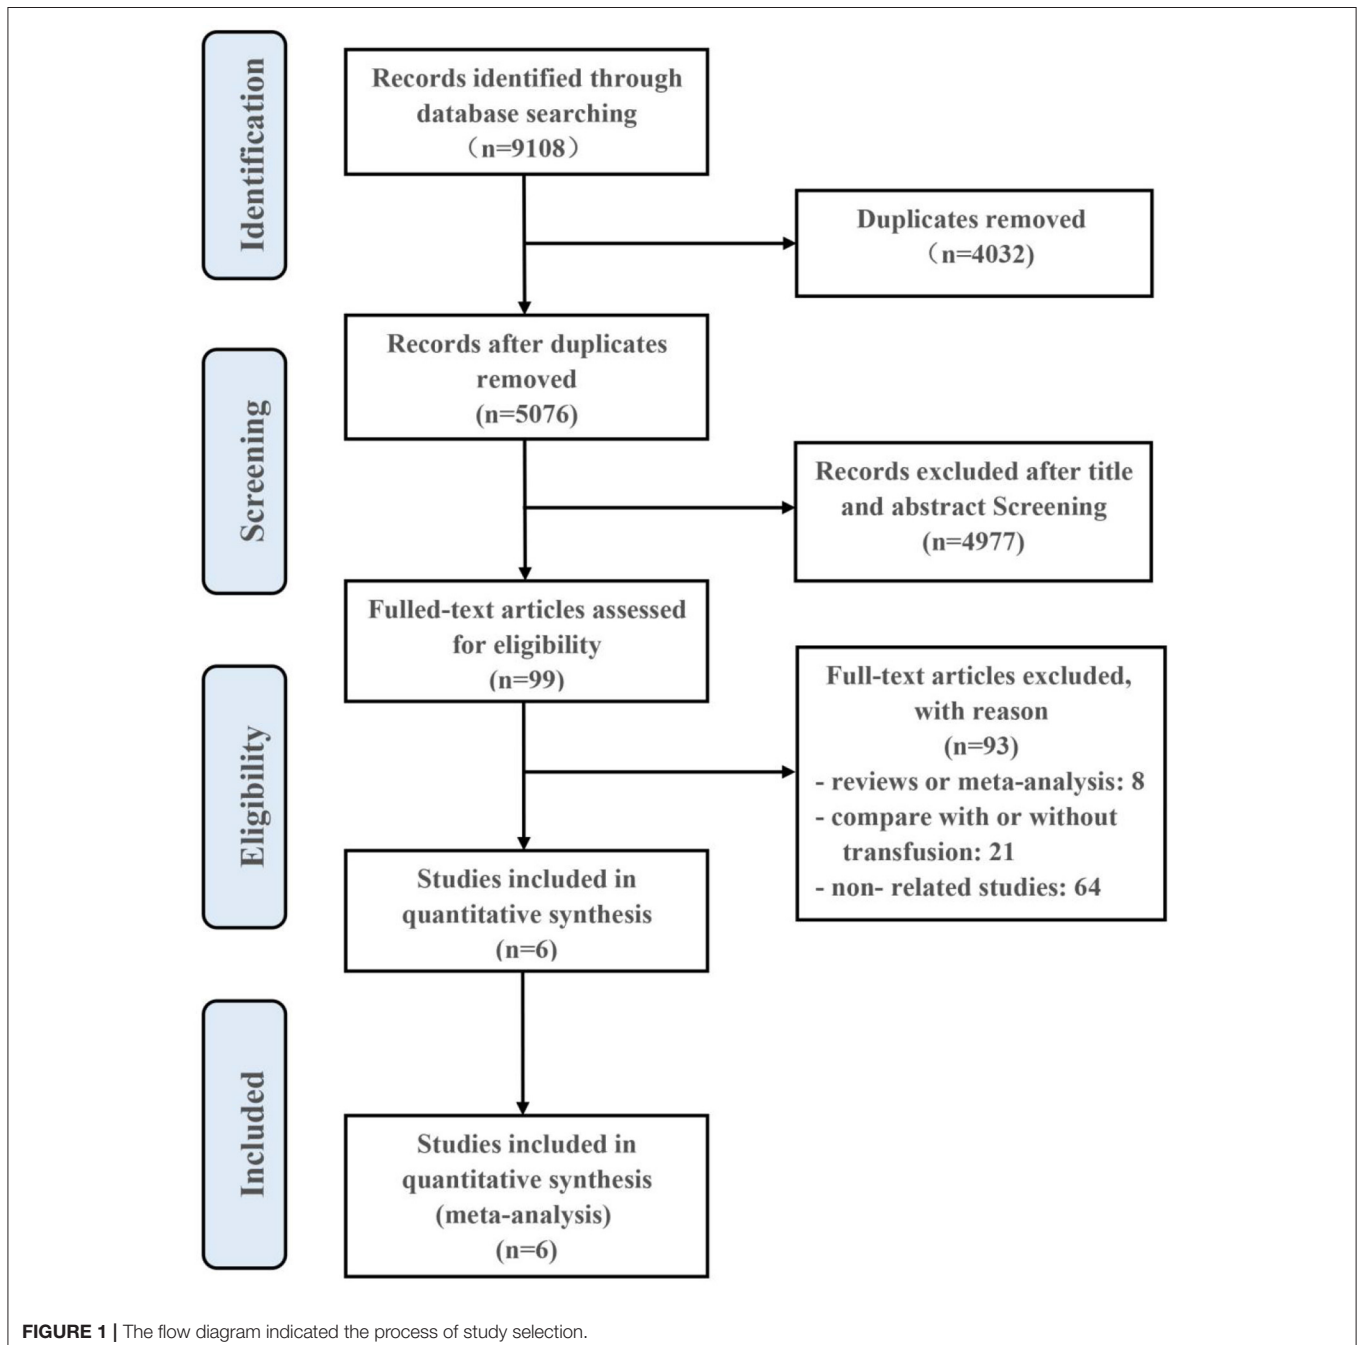 Identification
Records identified through
database searching
（n=9108）
Duplicates removed
（n=4032)
Screening
Records after duplicates
removed
(n=5076)
Records excluded after title
and abstract Screening
(n=4977)
Eligibility
Fulled-text articles assessed
for eligibility
(n=99)
Full-text articles excluded,
with reason
(n=93)
- reviews or meta-analysis: 8
- compare with or without
transfusion: 21
- non- related studies: 64
Studies included in
quantitative synthesis
(n=6)
Included
Studies included in
quantitative synthesis
(meta-analysis)
(n=6)
FIGURE 1 | The flow diagram indicated the process of study selection.